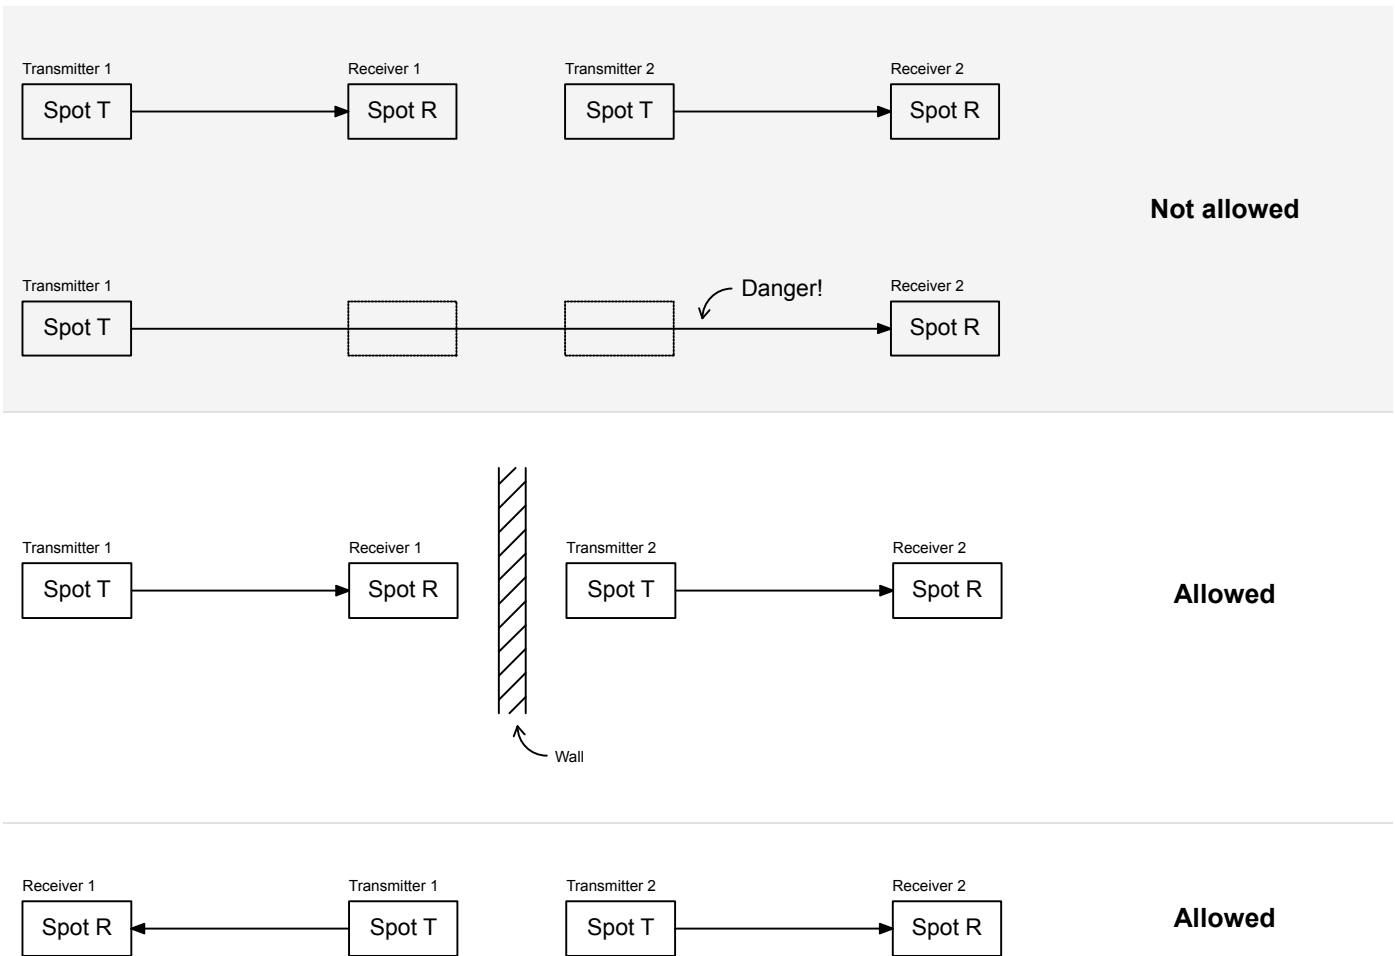 Transmitter 1 Receiver 1 Transmitter 2 Receiver 2
Spot T Spot R Spot T Spot R
Not allowed
Transmitter 1 Receiver 2
Danger!
Spot T Spot R
Transmitter 1 Receiver 1 Transmitter 2 Receiver 2
Spot T Spot R Spot T Spot R
Allowed
Wall
Receiver 1 Transmitter 1 Transmitter 2 Receiver 2
Spot R Spot T Spot T Spot R
Allowed